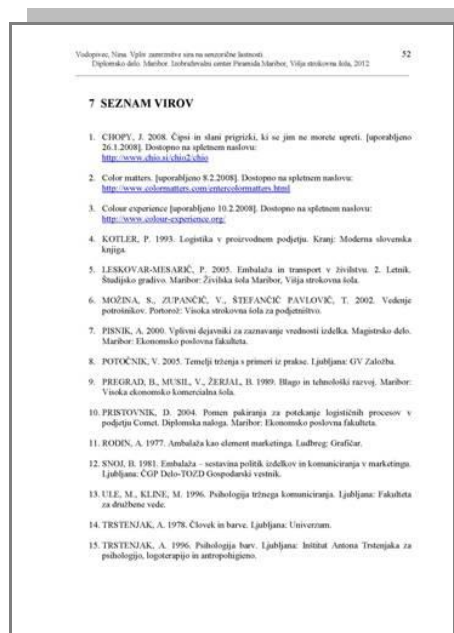 Vodopivec, Nina. Vpliv zamrznitve sira na senzorične lastnosti 52
Diplomsko delo. Maribor. Izobraževalni center Piramida Maribor, Višja strokovna šola, 2012
7 SEZNAM VIROV
1. CHOPY, J. 2008. Čipsi in slani prigrizki, ki se jim ne morete upreti. [uporabljeno
26.1.2008]. Dostopno na spletnem naslovu:
http://www.chio.si/chio2/chio
2. Color matters. [uporabljeno 8.2.2008]. Dostopno na spletnem naslovu:
http://www.colormatters.com/entercolormatters.html
3. Colour experience [uporabljeno 10.2.2008]. Dostopno na spletnem naslovu:
http://www.colour-experience.org/
4. KOTLER, P. 1993. Logistika v proizvodnem podjetju. Kranj: Moderna slovenska
knjiga.
5. LESKOVAR-MESARIČ, P. 2005. Embalaža in transport v živilstvu. 2. Letnik.
Študijsko gradivo. Maribor: Živilska šola Maribor, Višja strokovna šola.
6. MOŽINA, S., ZUPANČIČ, V., ŠTEFANČIČ PAVLOVIČ, T. 2002. Vedenje
potrošnikov. Portorož: Visoka strokovna šola za podjetništvo.
7. PISNIK, A. 2000. Vplivni dejavniki za zaznavanje vrednosti izdelka. Magistrsko delo.
Maribor: Ekonomsko poslovna fakulteta.
8. POTOČNIK, V. 2005. Temelji trženja s primeri iz prakse. Ljubljana: GV Založba.
9. PREGRAD, B., MUSIL, V., ŽERJAL, B. 1989. Blago in tehnološki razvoj. Maribor:
Visoka ekonomsko komercialna šola.
10. PRISTOVNIK, D. 2004. Pomen pakiranja za potekanje logističnih procesov v
podjetju Comet. Diplomska naloga. Maribor: Ekonomsko poslovna fakulteta.
11. RODIN, A. 1977. Ambalaža kao element marketinga. Ludbreg: Grafičar.
12. SNOJ, B. 1981. Embalaža – sestavina politik izdelkov in komuniciranja v marketingu.
Ljubljana: ČGP Delo-TOZD Gospodarski vestnik.
13. ULE, M., KLINE, M. 1996. Psihologija tržnega komuniciranja. Ljubljana: Fakulteta
za družbene vede.
14. TRSTENJAK, A. 1978. Človek in barve. Ljubljana: Univerzum.
15. TRSTENJAK, A. 1996. Psihologija barv. Ljubljana: Inštitut Antona Trstenjaka za
psihologijo, logoterapijo in antropohigieno.